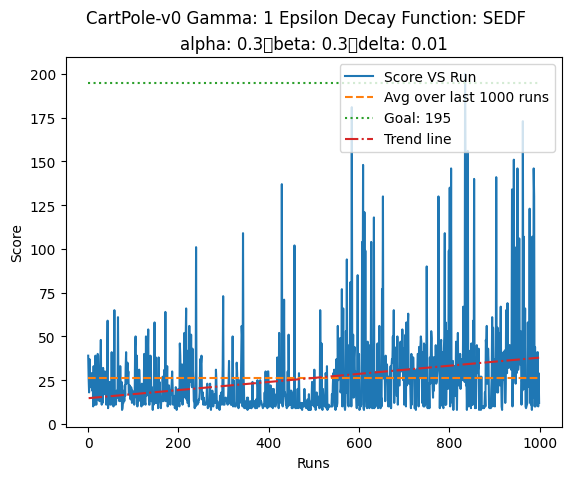 CartPole-v0 Gamma: 1 Epsilon Decay Function: SEDF
alpha: 0.3▯beta: 0.3▯delta: 0.01
Score VS Run
Avg over last 1000 runs
Goal: 195
Trend line
Score
200
175
150
125
100
75
50
25
0
0 200 400 600 800 1000
Runs